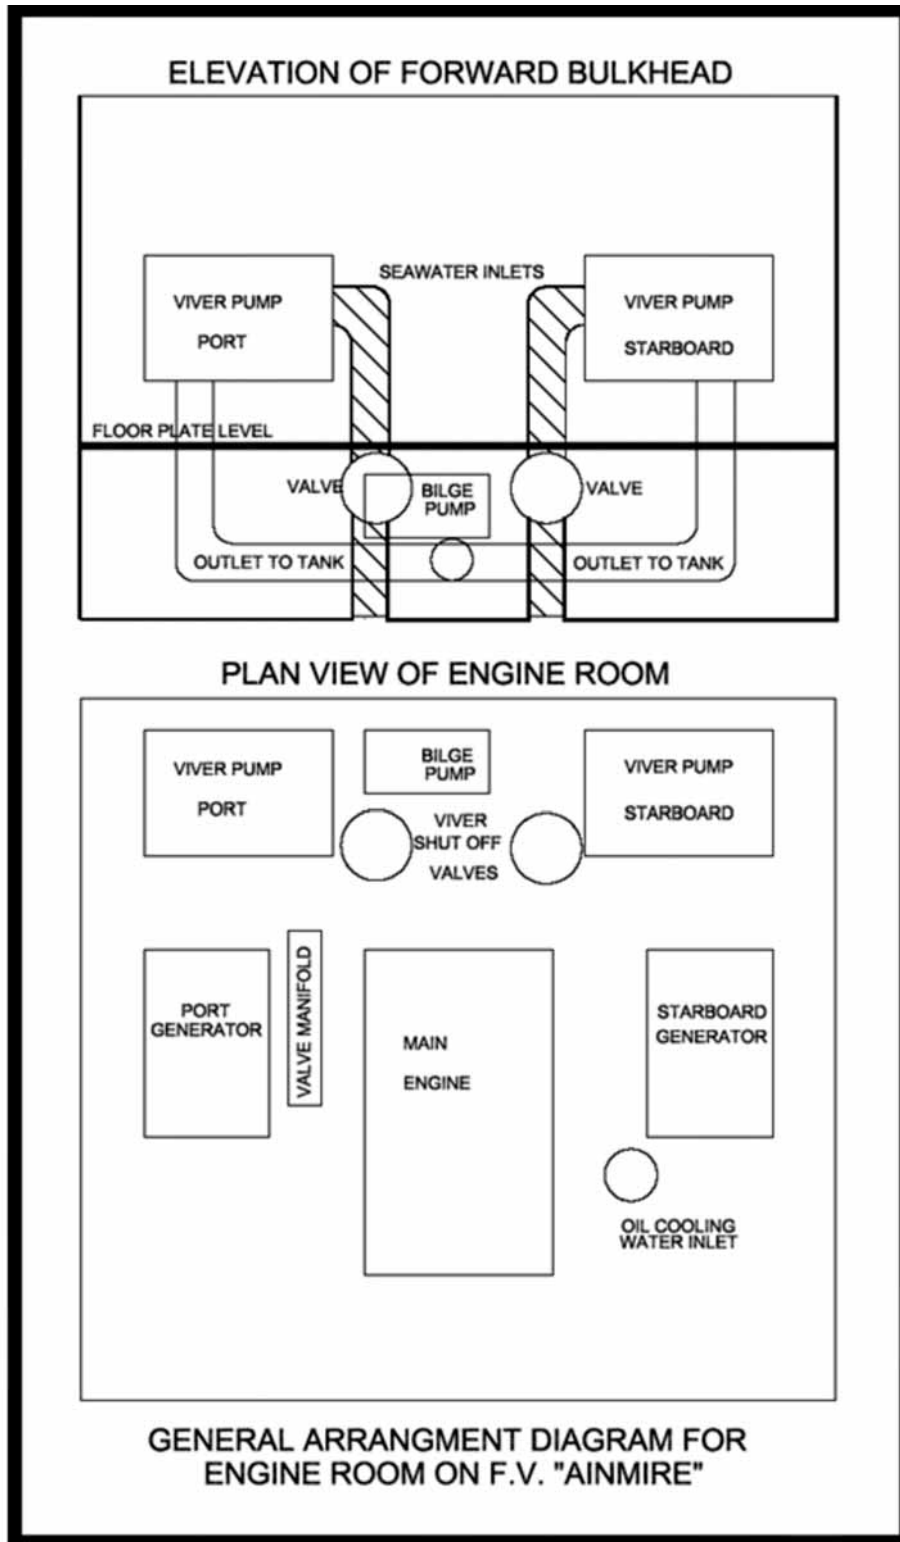 ELEVATION OF FORWARD BULKHEAD
SEAWATER INLETS
VIVER PUMP
PORT
VIVER PUMP
STARBOARD
FLOOR PLATE LEVEL
VALVE
BILGE
PUMP
VALVE
OUTLET TO TANK
OUTLET TO TANK
PLAN VIEW OF ENGINE ROOM
VIVER PUMP
PORT
BILGE
PUMP
VIVER PUMP
STARBOARD
VIVER
SHUT OFF
VALVES
PORT
GENERATOR
VALVE MANIFOLD
MAIN
ENGINE
STARBOARD
GENERATOR
OIL COOLING
WATER INLET
GENERAL ARRANGMENT DIAGRAM FOR
ENGINE ROOM ON F.V. "AINMIRE"